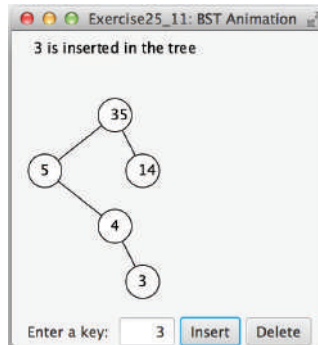 Exercise25_11: BST Animation
3 is inserted in the tree
35
5
14
4
3
Enter a key:
3
Insert
Delete